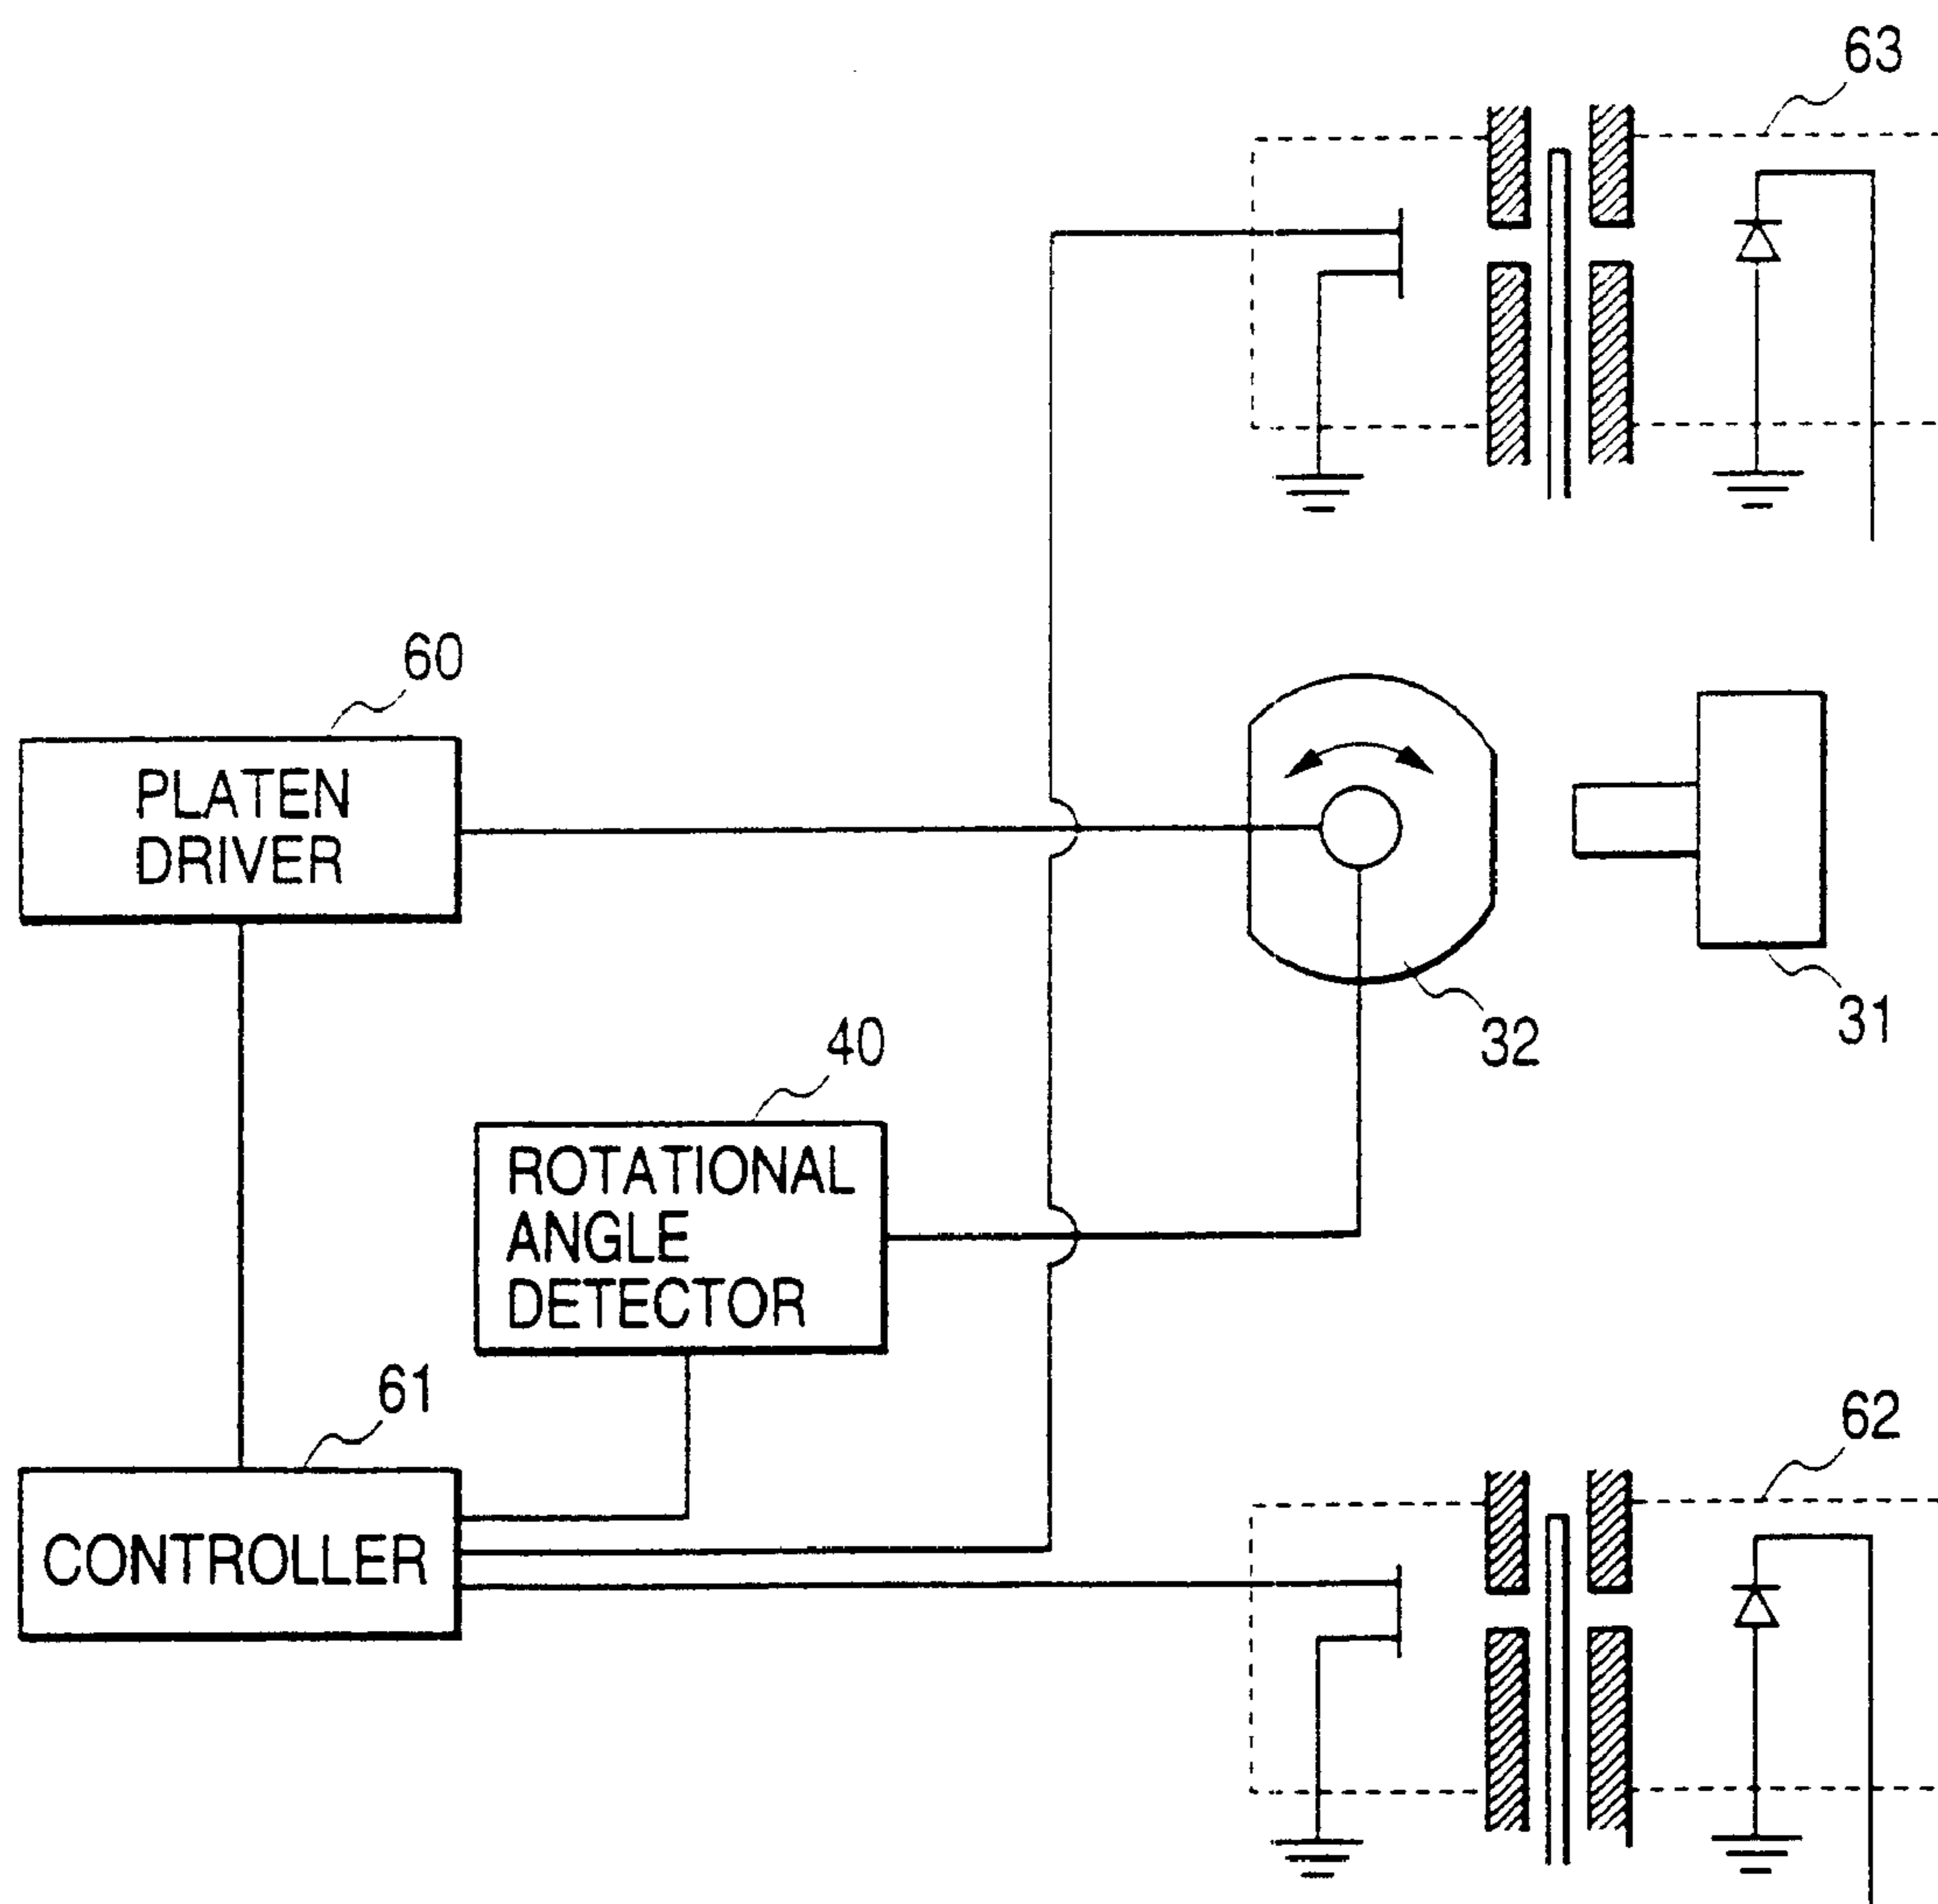 63
60
PLATEN
DRIVER
32
31
40
ROTATIONAL
ANGLE
DETECTOR
61
CONTROLLER
62